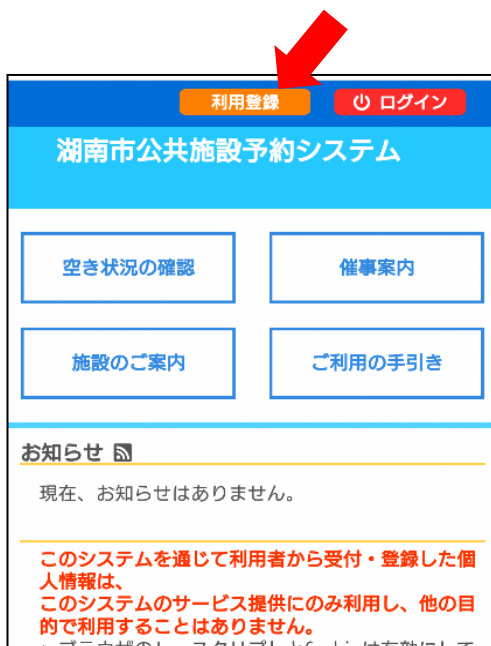 利用登録
ログイン
湖南市公共施設予約システム
空き状況の確認
催事案内
施設のご案内
ご利用の手引き
お知らせ
現在、お知らせはありません。
このシステムを通じて利用者から受付・登録した個
人情報は、
このシステムのサービス提供にのみ利用し、他の目
的で利用することはありません。